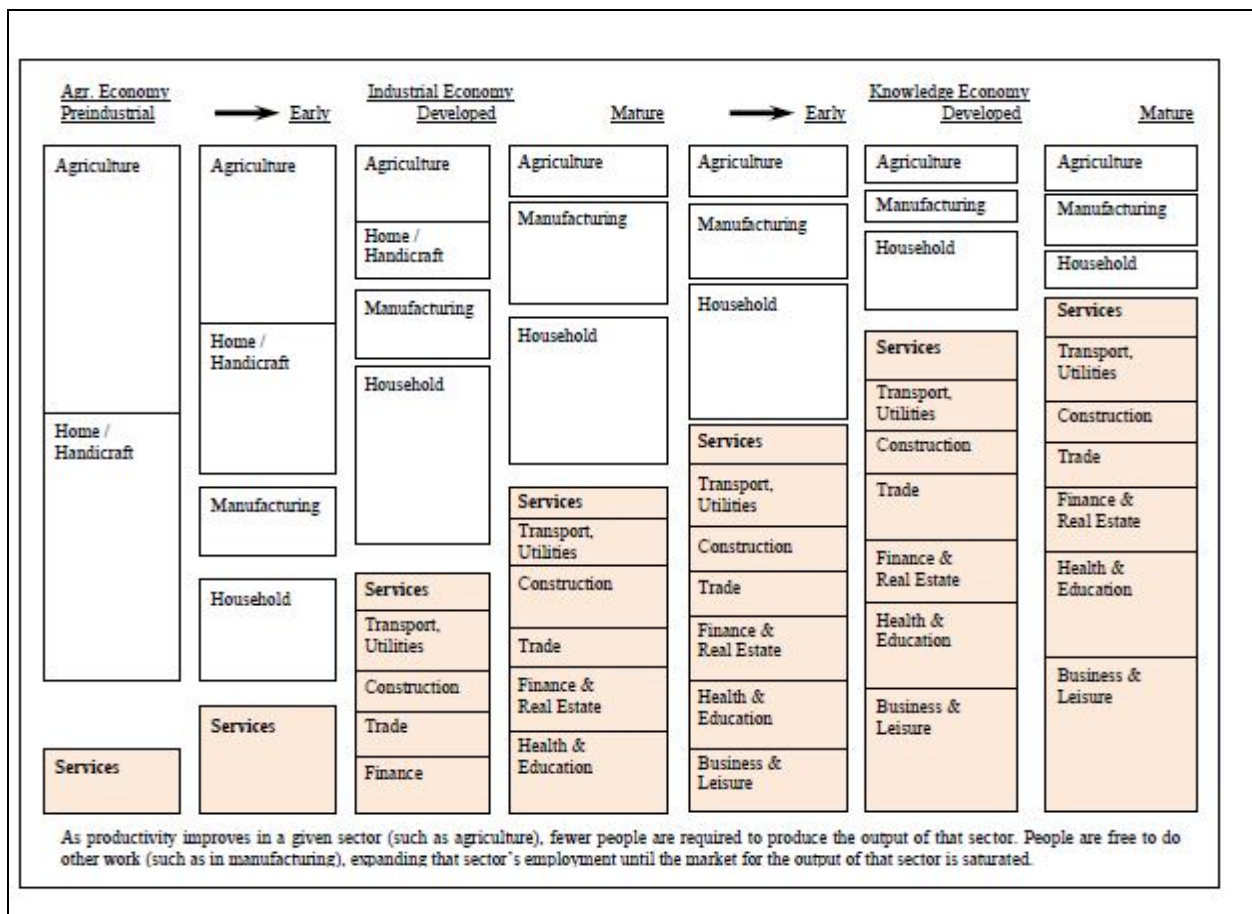 Agr. Economy
Preindustrial
Early
Industrial Economy
Developed
Mature
Early
Knowledge Economy
Developed
Mature
Agriculture
Home /
Handicraft
Services
Agriculture
Home /
Handicraft
Manufacturing
Household
Services
Agriculture
Home /
Handicraft
Manufacturing
Household
Services
Transport,
Utilities
Construction
Trade
Finance
Agriculture
Manufacturing
Household
Services
Transport,
Utilities
Construction
Trade
Finance &
Real Estate
Health &
Education
Agriculture
Manufacturing
Household
Services
Transport,
Utilities
Construction
Trade
Finance &
Real Estate
Health &
Education
Business &
Leisure
Agriculture
Manufacturing
Household
Services
Transport,
Utilities
Construction
Trade
Finance &
Real Estate
Health &
Education
Business &
Leisure
Agriculture
Manufacturing
Household
Services
Transport,
Utilities
Construction
Trade
Finance &
Real Estate
Health &
Education
Business &
Leisure
As productivity improves in a given sector (such as agriculture), fewer people are required to produce the output of that sector. People are free to do
other work (such as in manufacturing), expanding that sector's employment until the market for the output of that sector is saturated.